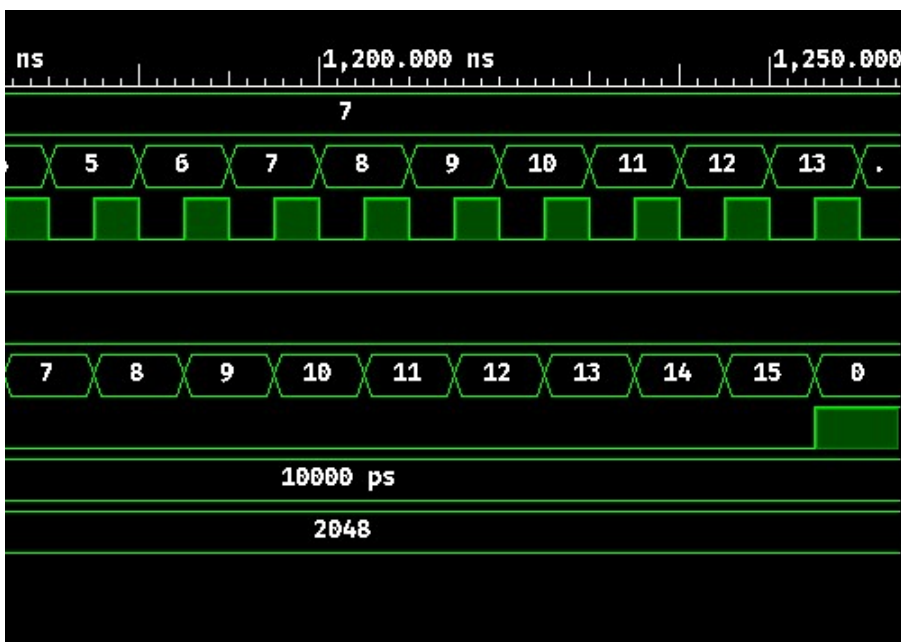 ns 1,200.000 ns 1,250.000
7
5 6 7 8 9 10 11 12 13 .
7 8 9 10 11 12 13 14 15 0
10000 ps
2048